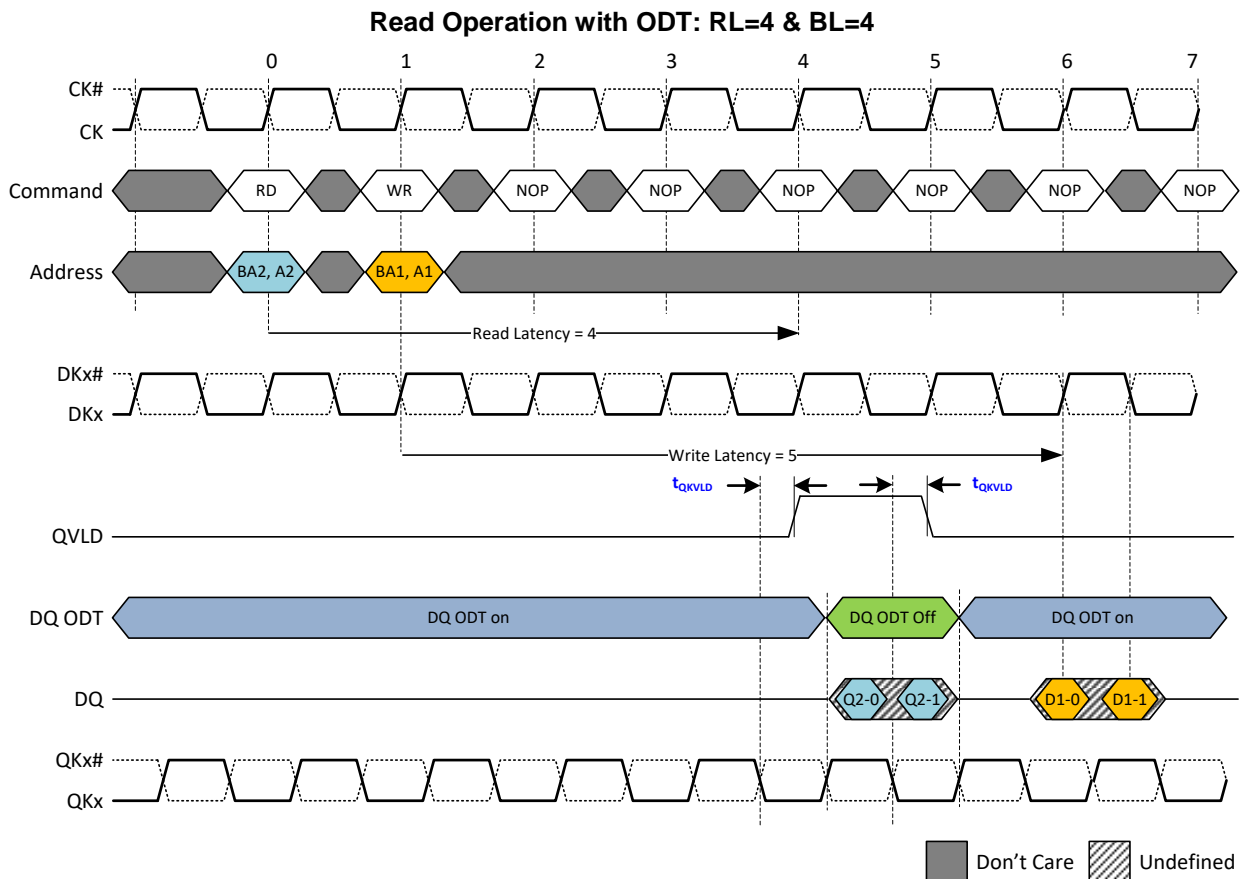 Read Operation with ODT: RL=4 & BL=4
0 1 2 3 4 5 6 7
CK#
CK
Command RD WR NOP NOP NOP NOP NOP NOP
Address BA2, A2 BA1, A1
Read Latency = 4
DKx#
DKx
Write Latency = 5
tQKVLD tQKVLD
QVLD
DQ ODT DQ ODT on DQ ODT Off DQ ODT on
DQ Q2-0 Q2-1 D1-0 D1-1
QKx#
QKx
Don't Care Undefined